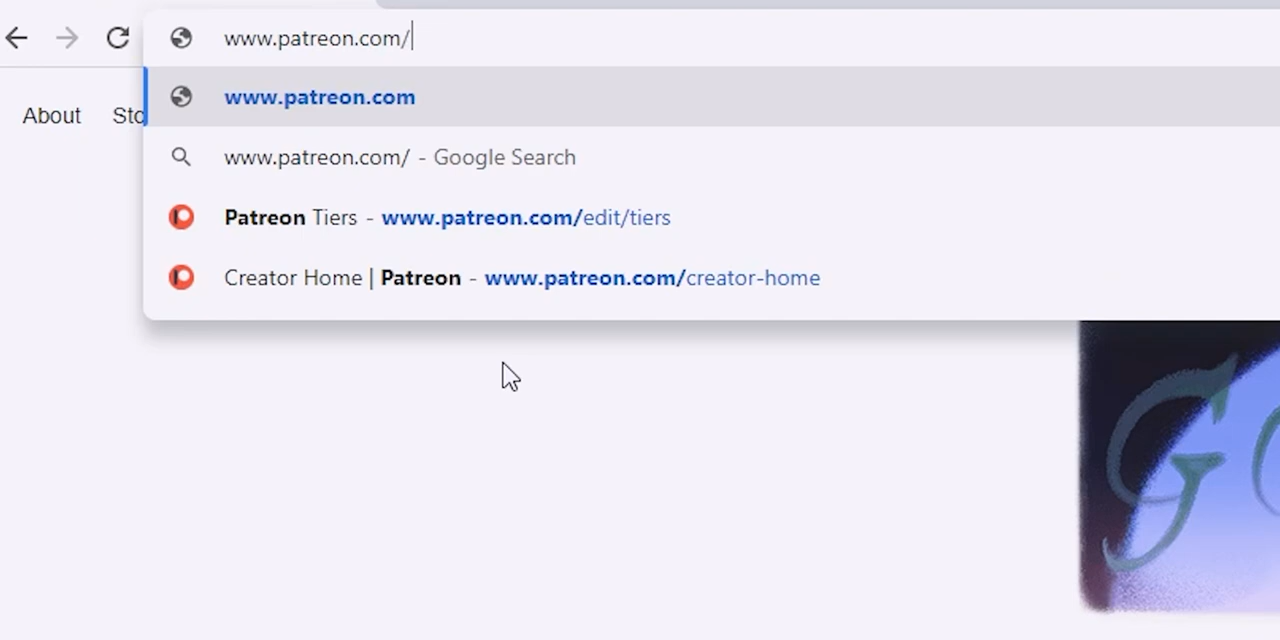 www.patreon.com/
www.patreon.com
About
www.patreon.com/ - Google Search
Patreon Tiers - www.patreon.com/edit/tiers
Creator Home | Patreon - www.patreon.com/creator-home
G